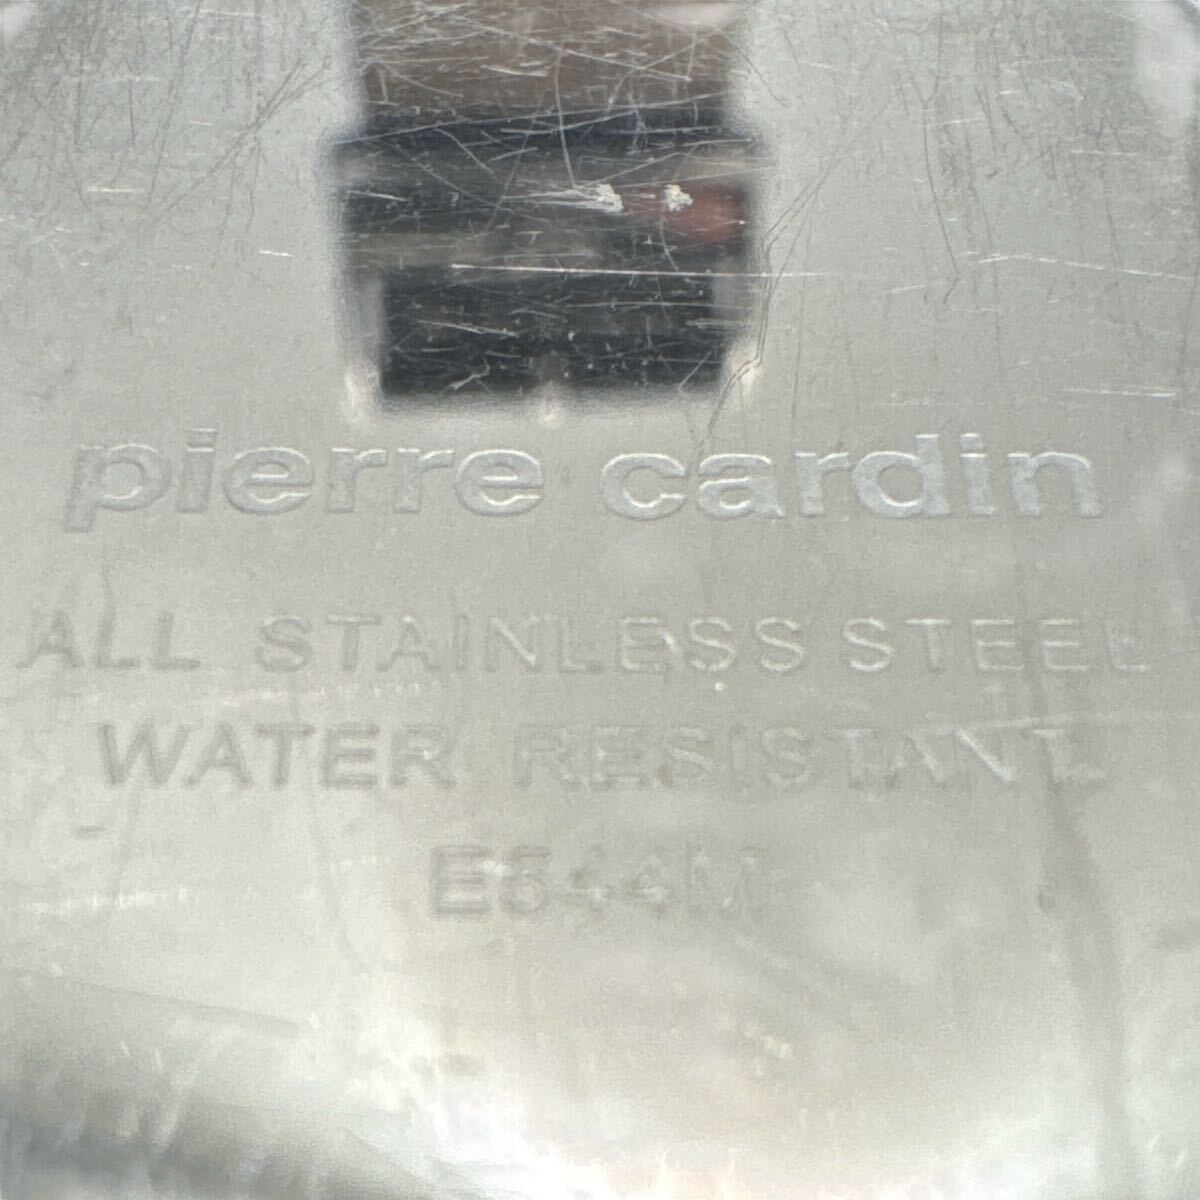 pierre cardin
ALL STAINLESS STEEL
WATER RESISTANT
E544M